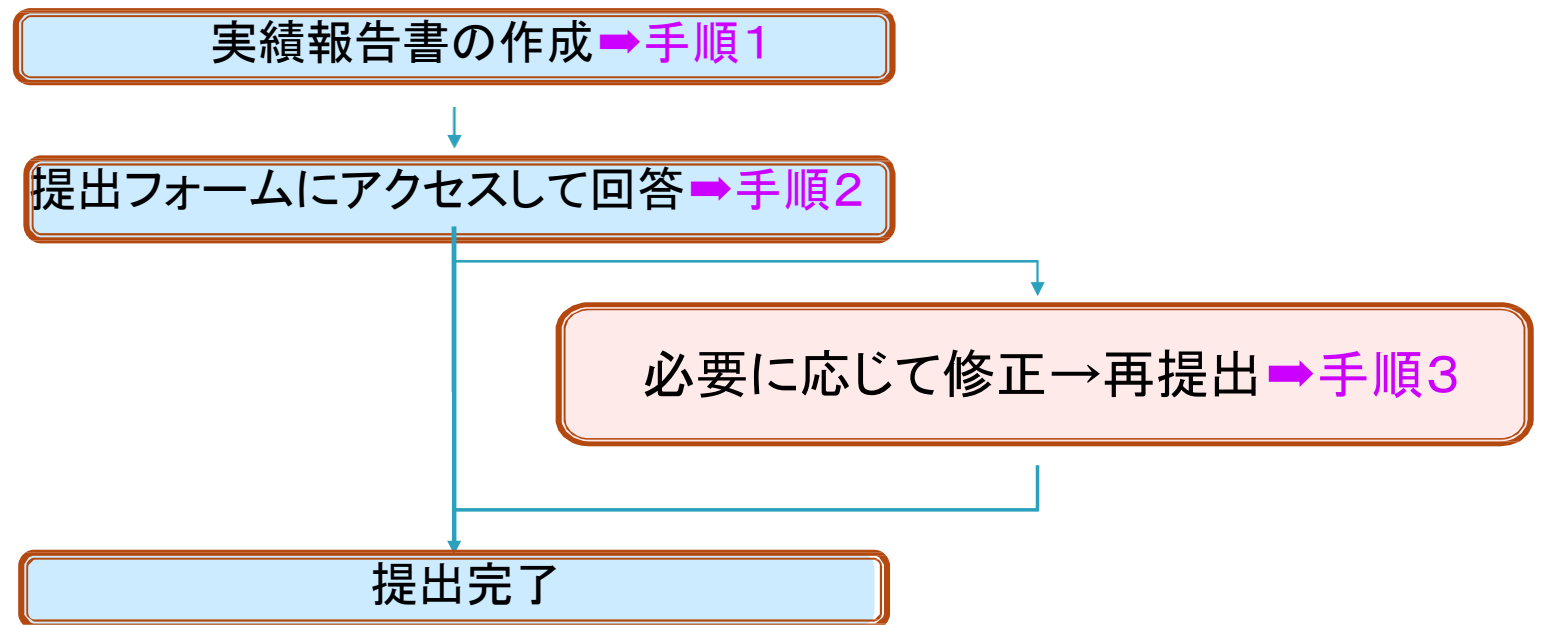 実績報告書の作成➡手順１
提出フォームにアクセスして回答➡手順２
必要に応じて修正→再提出➡手順３
提出完了